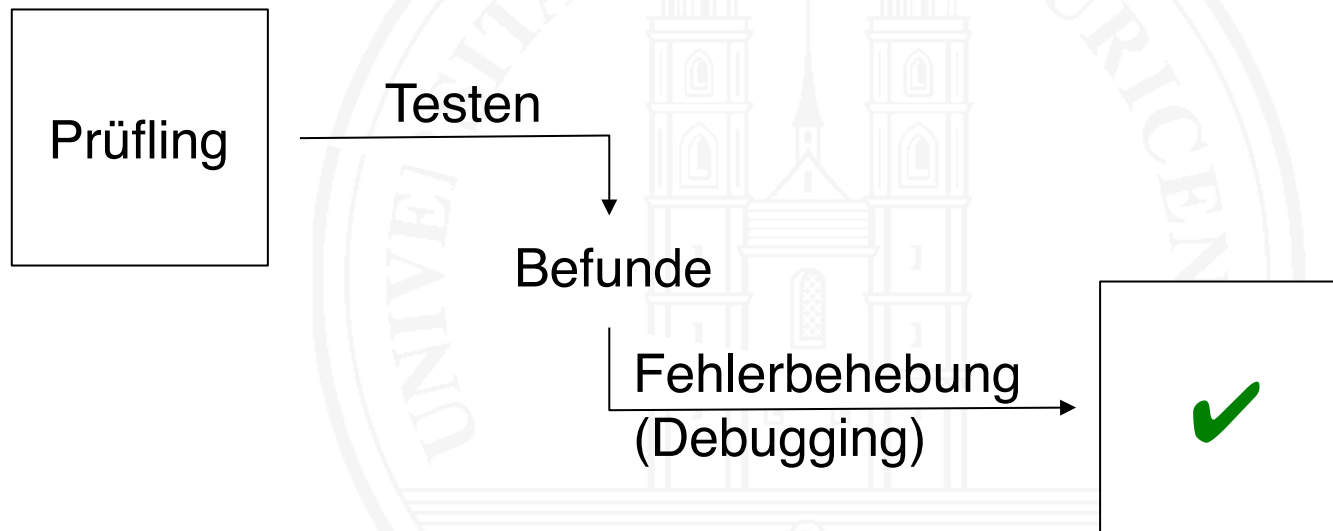 Prüfling
Testen
Befunde
Fehlerbehebung
(Debugging)
✔